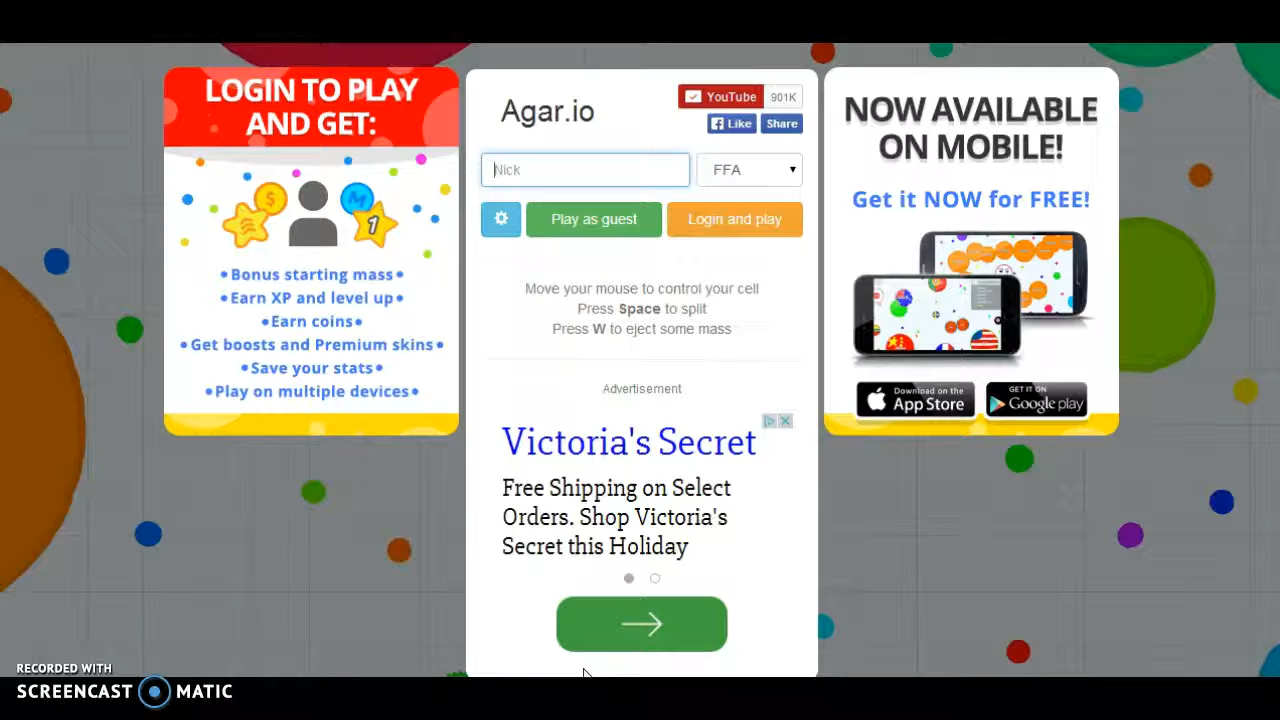 LOGIN TO PLAY
AND GET:
$
M
1
•Bonus starting mass•
•Earn XP and level up•
•Earn coins•
•Get boosts and Premium skins•
•Save your stats•
•Play on multiple devices•
Agar.io
YouTube 901K
Like Share
Nick
FFA
Play as guest
Login and play
Move your mouse to control your cell
Press Space to split
Press W to eject some mass
Advertisement
Victoria's Secret
Free Shipping on Select
Orders. Shop Victoria's
Secret this Holiday
NOW AVAILABLE
ON MOBILE!
Get it NOW for FREE!
Download on the
App Store
GET IT ON
Google play
RECORDED WITH
SCREENCAST MATIC